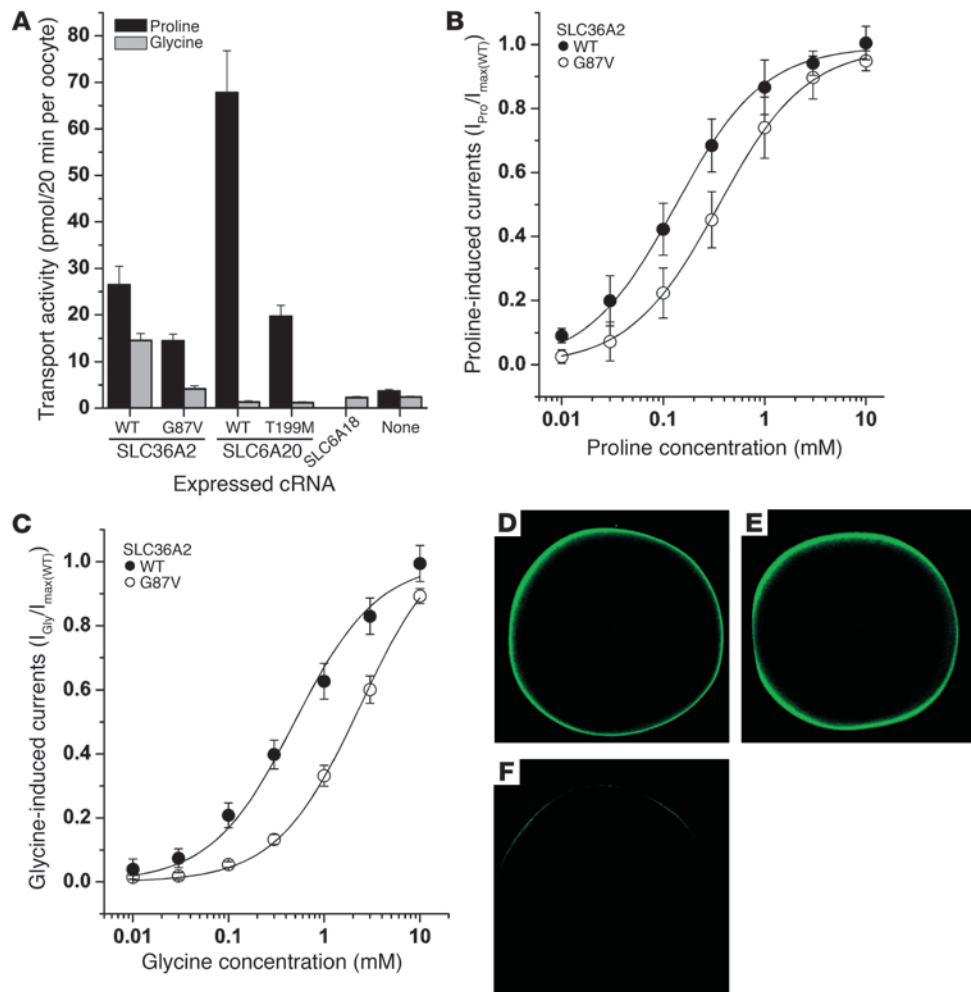 A
Proline
Glycine
80
70
60
50
40
30
20
10
0
Transport activity (pmol/20 min per oocyte)
WT G87V WT T199M SLC6A18 None
SLC36A2 SLC6A20
Expressed cRNA
B
SLC36A2
WT
G87V
1.0
0.8
0.6
0.4
0.2
0.0
Proline-induced currents (I_Pro/I_max(WT))
0.01 0.1 1 10
Proline concentration (mM)
C
SLC36A2
WT
G87V
1.0
0.8
0.6
0.4
0.2
0.0
Glycine-induced currents (I_Gly/I_max(WT))
0.01 0.1 1 10
Glycine concentration (mM)
D
E
F